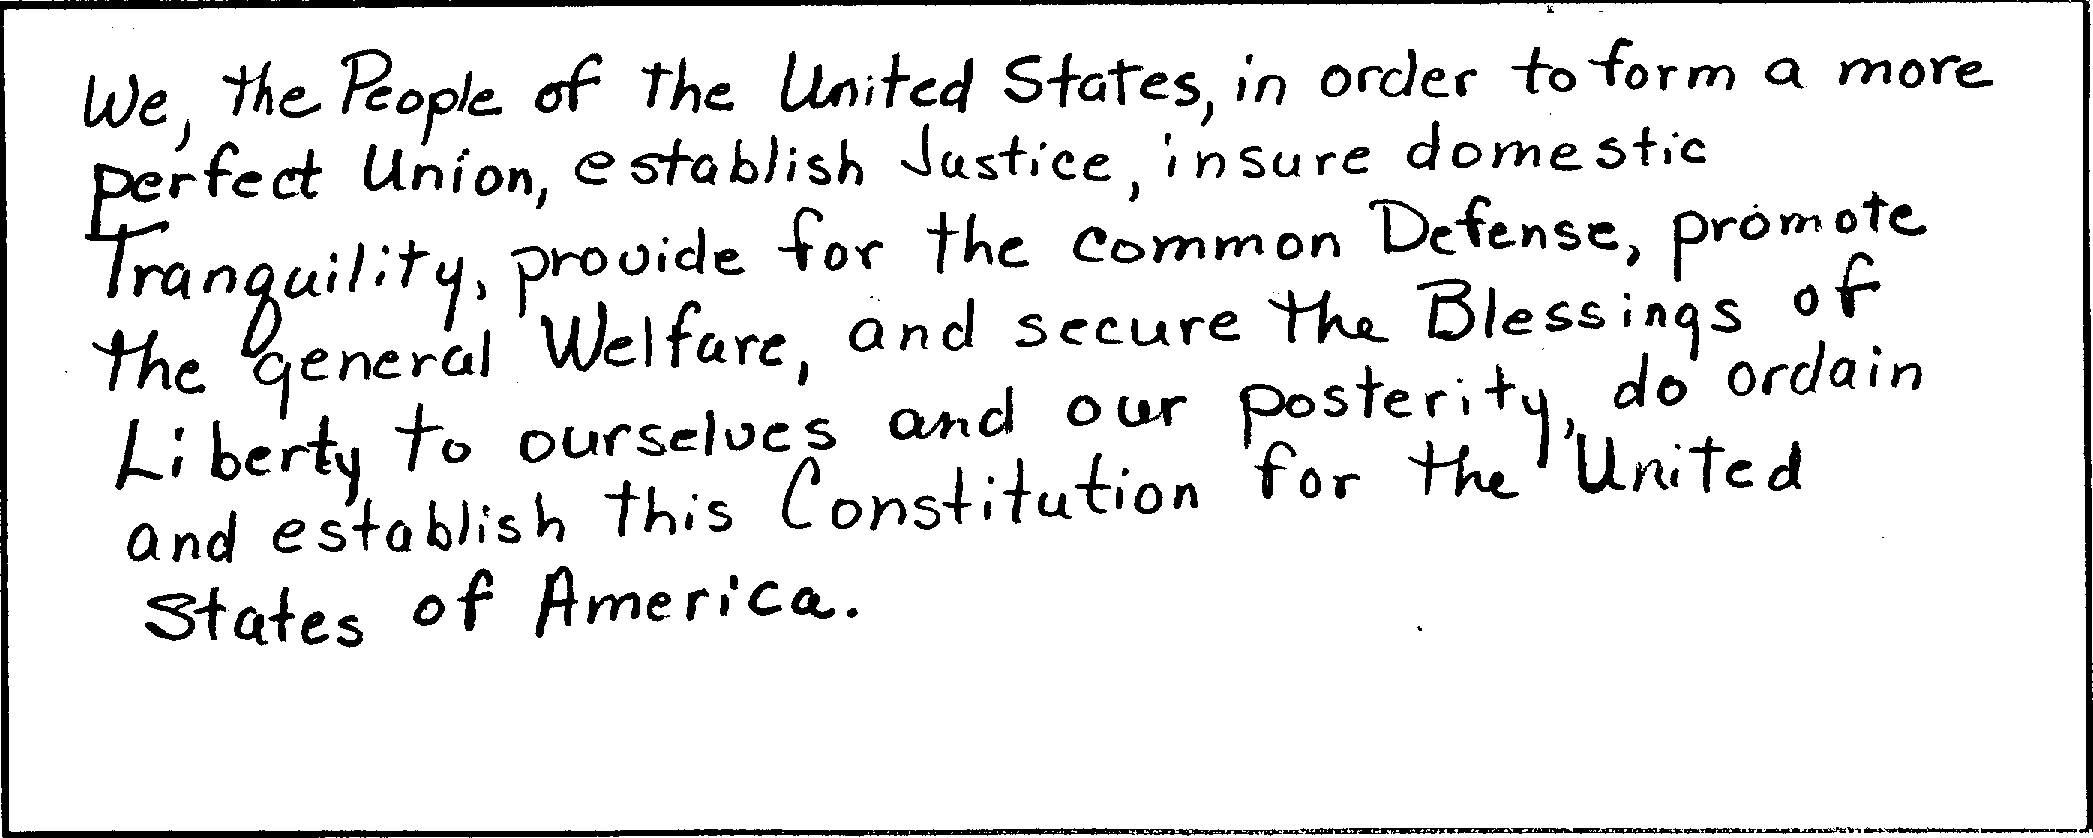 We, the People of the United States, in order to form a more
perfect Union, establish Justice, insure domestic
Tranquility, provide for the common Defense, promote
the general Welfare, and secure the Blessings of
Liberty to ourselves and our posterity, do ordain
and establish this Constitution for the United
States of America.